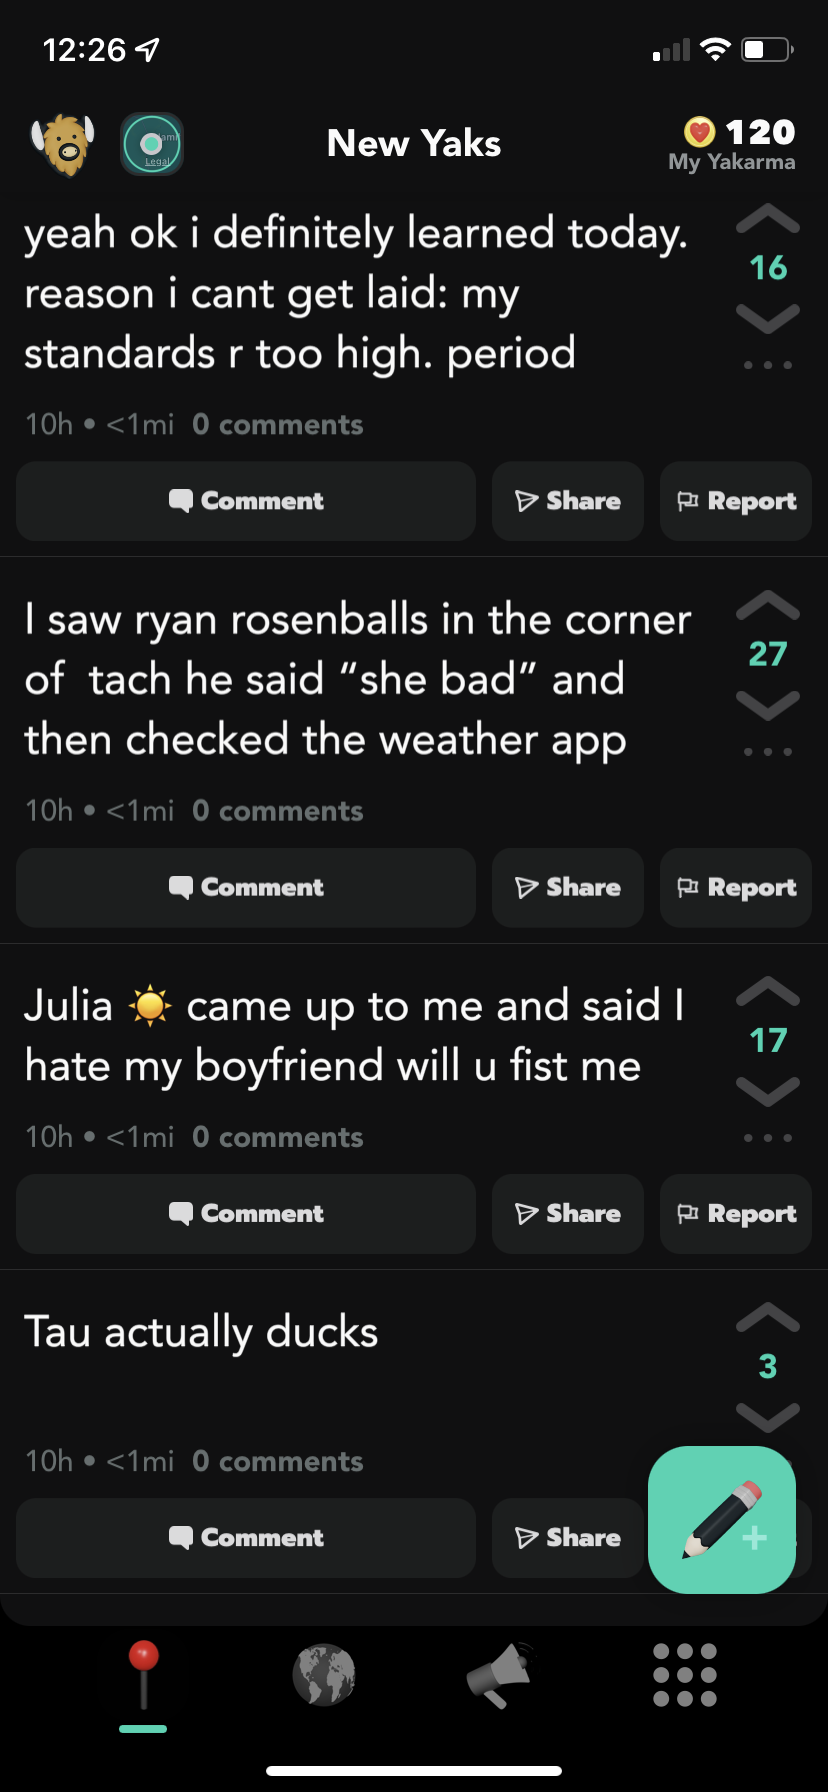 12:26
New Yaks
120
My Yakarma
Legal
yeah ok i definitely learned today.
16
reason i cant get laid: my
standards r too high. period
10h • <1mi 0 comments
Comment Share Report
I saw ryan rosenballs in the corner
27
of  tach he said “she bad” and
then checked the weather app
10h • <1mi 0 comments
Comment Share Report
Julia ☀️ came up to me and said I
17
hate my boyfriend will u fist me
10h • <1mi 0 comments
Comment Share Report
Tau actually ducks
3
10h • <1mi 0 comments
Comment Share